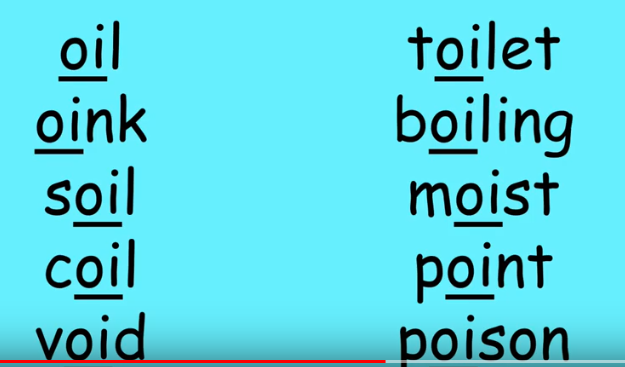 oil
oink
soil
coil
void
toilet
boiling
moist
point
poison